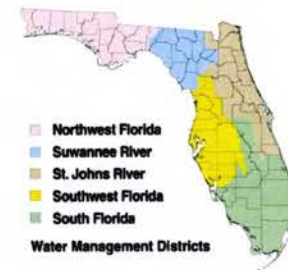 Northwest Florida
Suwannee River
St. Johns River
Southwest Florida
South Florida
Water Management Districts